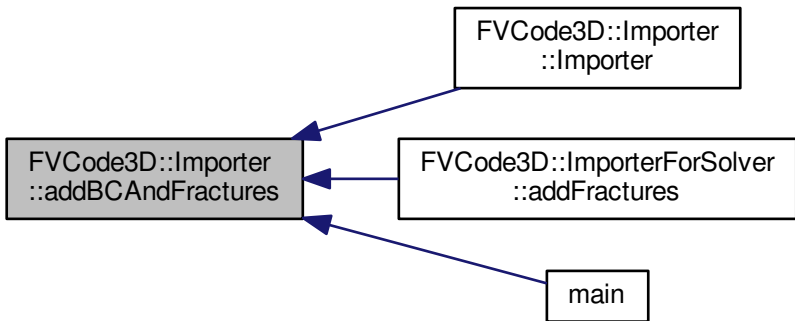 FVCode3D::Importer
::Importer
FVCode3D::Importer
::addBCAndFractures
FVCode3D::ImporterForSolver
::addFractures
main